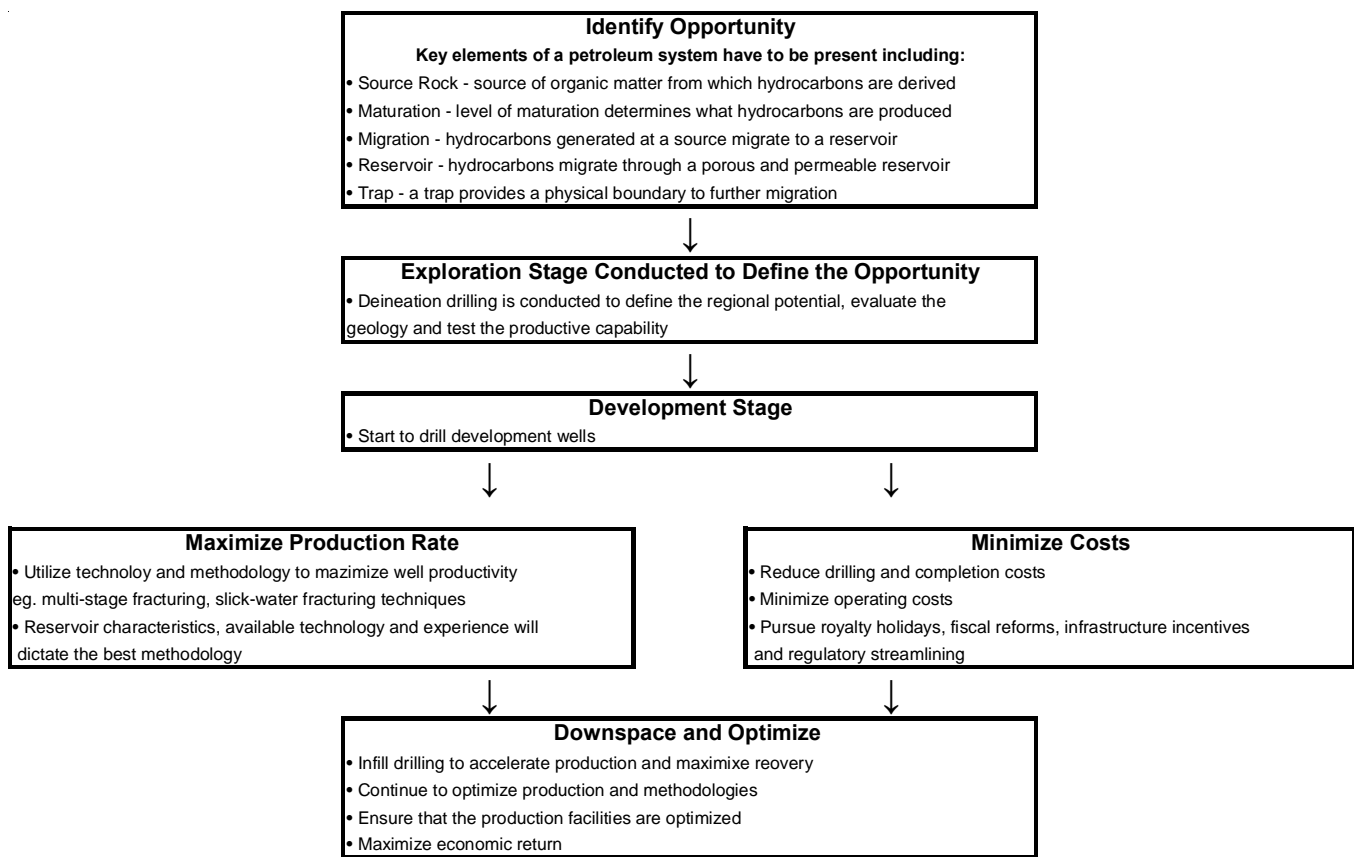 Identify Opportunity
Key elements of a petroleum system have to be present including:
• Source Rock - source of organic matter from which hydrocarbons are derived
• Maturation - level of maturation determines what hydrocarbons are produced
• Migration - hydrocarbons generated at a source migrate to a reservoir
• Reservoir - hydrocarbons migrate through a porous and permeable reservoir
• Trap - a trap provides a physical boundary to further migration
Exploration Stage Conducted to Define the Opportunity
• Deineation drilling is conducted to define the regional potential, evaluate the
geology and test the productive capability
Development Stage
• Start to drill development wells
Maximize Production Rate
• Utilize technoloy and methodology to mazimize well productivity
eg. multi-stage fracturing, slick-water fracturing techniques
• Reservoir characteristics, available technology and experience will
dictate the best methodology
Minimize Costs
• Reduce drilling and completion costs
• Minimize operating costs
• Pursue royalty holidays, fiscal reforms, infrastructure incentives
and regulatory streamlining
Downspace and Optimize
• Infill drilling to accelerate production and maximixe reovery
• Continue to optimize production and methodologies
• Ensure that the production facilities are optimized
• Maximize economic return